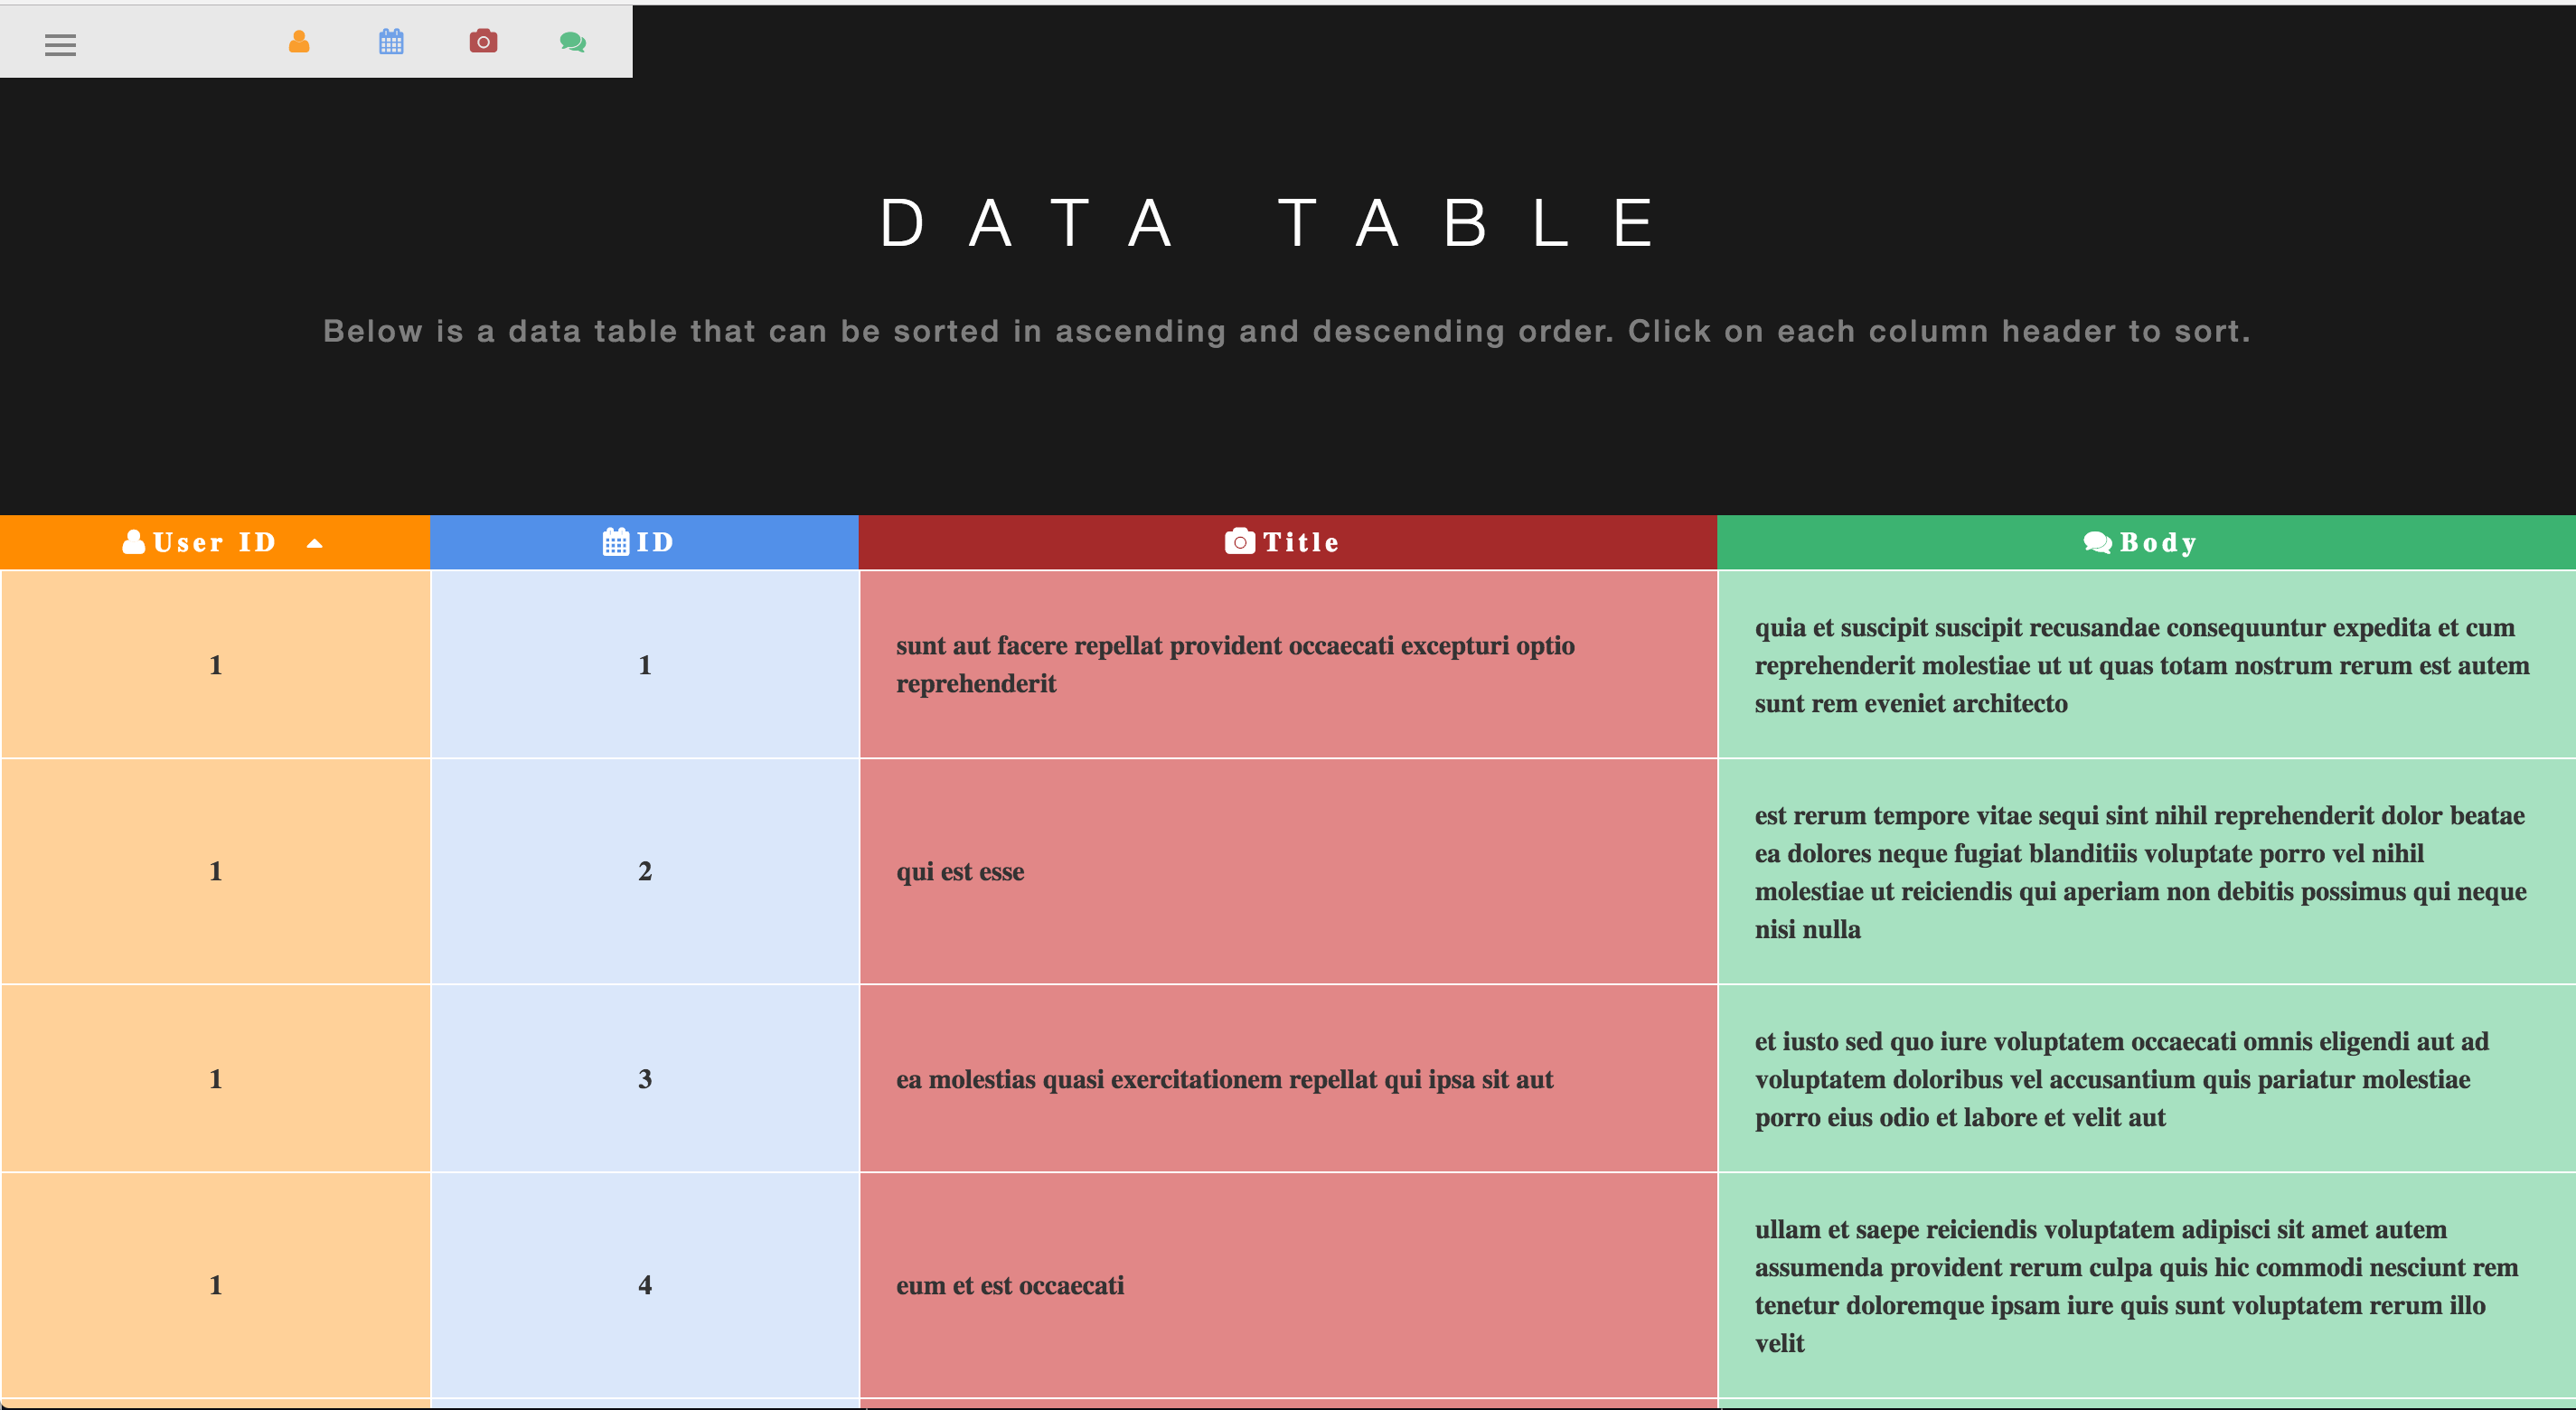 DATA TABLE
Below is a data table that can be sorted in ascending and descending order. Click on each column header to sort.
User ID
ID
Title
Body
1
1
sunt aut facere repellat provident occaecati excepturi optio
reprehenderit
quia et suscipit suscipit recusandae consequuntur expedita et cum
reprehenderit molestiae ut ut quas totam nostrum rerum est autem
sunt rem eveniet architecto
1
2
qui est esse
est rerum tempore vitae sequi sint nihil reprehenderit dolor beatae
ea dolores neque fugiat blanditiis voluptate porro vel nihil
molestiae ut reiciendis qui aperiam non debitis possimus qui neque
nisi nulla
1
3
ea molestias quasi exercitationem repellat qui ipsa sit aut
et iusto sed quo iure voluptatem occaecati omnis eligendi aut ad
voluptatem doloribus vel accusantium quis pariatur molestiae
porro eius odio et labore et velit aut
1
4
eum et est occaecati
ullam et saepe reiciendis voluptatem adipisci sit amet autem
assumenda provident rerum culpa quis hic commodi nesciunt rem
tenetur doloremque ipsam iure quis sunt voluptatem rerum illo
velit